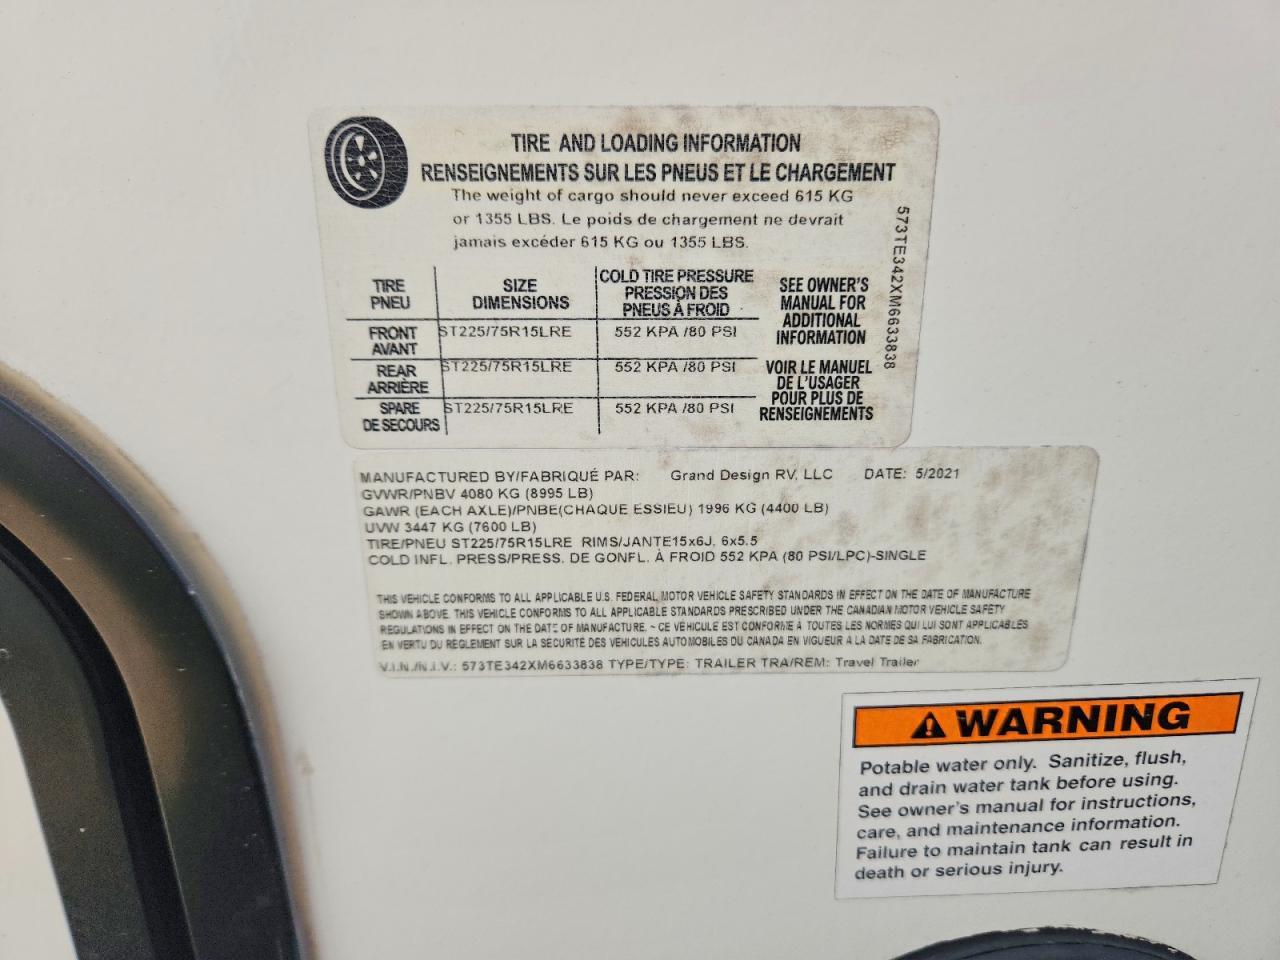 TIRE AND LOADING INFORMATION
RENSEIGNEMENTS SUR LES PNEUS ET LE CHARGEMENT
The weight of cargo should never exceed 615 KG
or 1355 LBS. Le poids de chargement ne devrait
jamais excéder 615 KG ou 1355 LBS.
573TE342XM6633838
TIRE PNEU
SIZE DIMENSIONS
COLD TIRE PRESSURE PRESSION DES PNEUS À FROID
FRONT AVANT
ST225/75R15LRE
552 KPA /80 PSI
REAR ARRIÈRE
ST225/75R15LRE
552 KPA /80 PSI
SPARE DE SECOURS
ST225/75R15LRE
552 KPA /80 PSI
SEE OWNER'S
MANUAL FOR
ADDITIONAL
INFORMATION
VOIR LE MANUEL
DE L'USAGER
POUR PLUS DE
RENSEIGNEMENTS
MANUFACTURED BY/FABRIQUÉ PAR: Grand Design RV, LLC DATE: 5/2021
GVWR/PNBV 4080 KG (8995 LB)
GAWR (EACH AXLE)/PNBE(CHAQUE ESSIEU) 1996 KG (4400 LB)
UVW 3447 KG (7600 LB)
TIRE/PNEU ST225/75R15LRE RIMS/JANTE15x6J, 6x5.5
COLD INFL. PRESS/PRESS. DE GONFL. À FROID 552 KPA (80 PSI/LPC)-SINGLE
THIS VEHICLE CONFORMS TO ALL APPLICABLE U.S. FEDERAL MOTOR VEHICLE SAFETY STANDARDS IN EFFECT ON THE DATE OF MANUFACTURE
SHOWN ABOVE. THIS VEHICLE CONFORMS TO ALL APPLICABLE STANDARDS PRESCRIBED UNDER THE CANADIAN MOTOR VEHICLE SAFETY
REGULATIONS IN EFFECT ON THE DATE OF MANUFACTURE. ~ CE VÉHICULE EST CONFORME À TOUTES LES NORMES QUI LUI SONT APPLICABLES
EN VERTU DU RÈGLEMENT SUR LA SÉCURITÉ DES VÉHICULES AUTOMOBILES DU CANADA EN VIGUEUR À LA DATE DE SA FABRICATION.
V.I.N./N.I.V.: 573TE342XM6633838 TYPE/TYPE: TRAILER TRA/REM: Travel Trailer
WARNING
Potable water only. Sanitize, flush,
and drain water tank before using.
See owner's manual for instructions,
care, and maintenance information.
Failure to maintain tank can result in
death or serious injury.